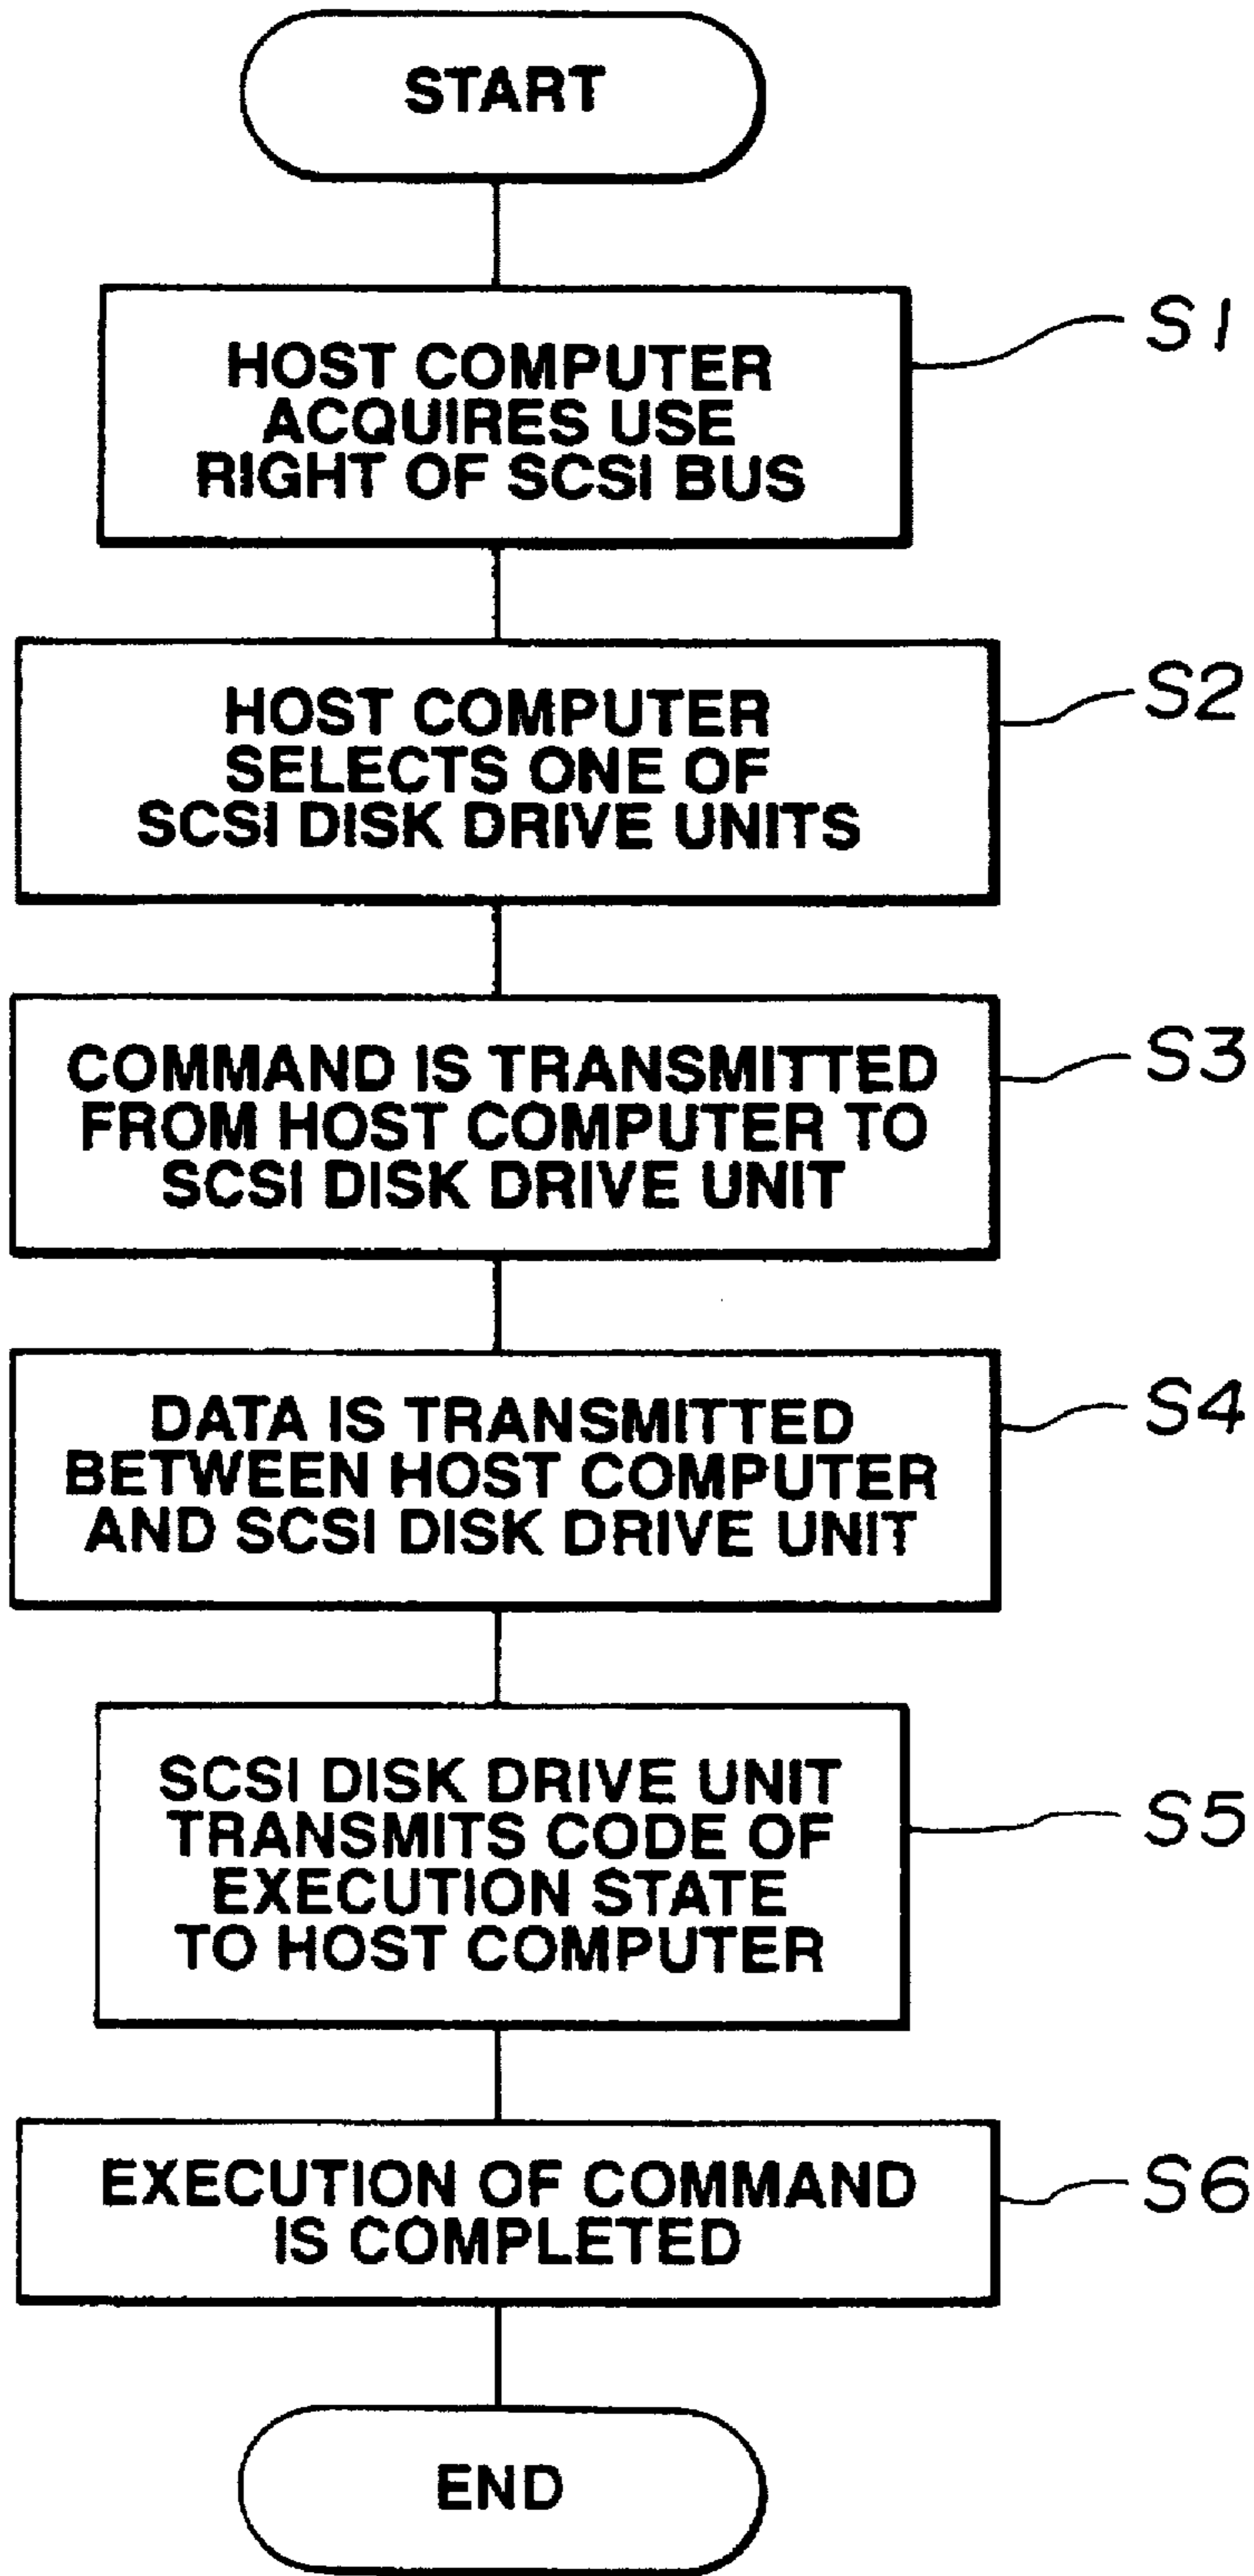 START
HOST COMPUTER
ACQUIRES USE
RIGHT OF SCSI BUS
S1
HOST COMPUTER
SELECTS ONE OF
SCSI DISK DRIVE UNITS
S2
COMMAND IS TRANSMITTED
FROM HOST COMPUTER TO
SCSI DISK DRIVE UNIT
S3
DATA IS TRANSMITTED
BETWEEN HOST COMPUTER
AND SCSI DISK DRIVE UNIT
S4
SCSI DISK DRIVE UNIT
TRANSMITS CODE OF
EXECUTION STATE
TO HOST COMPUTER
S5
EXECUTION OF COMMAND
IS COMPLETED
S6
END